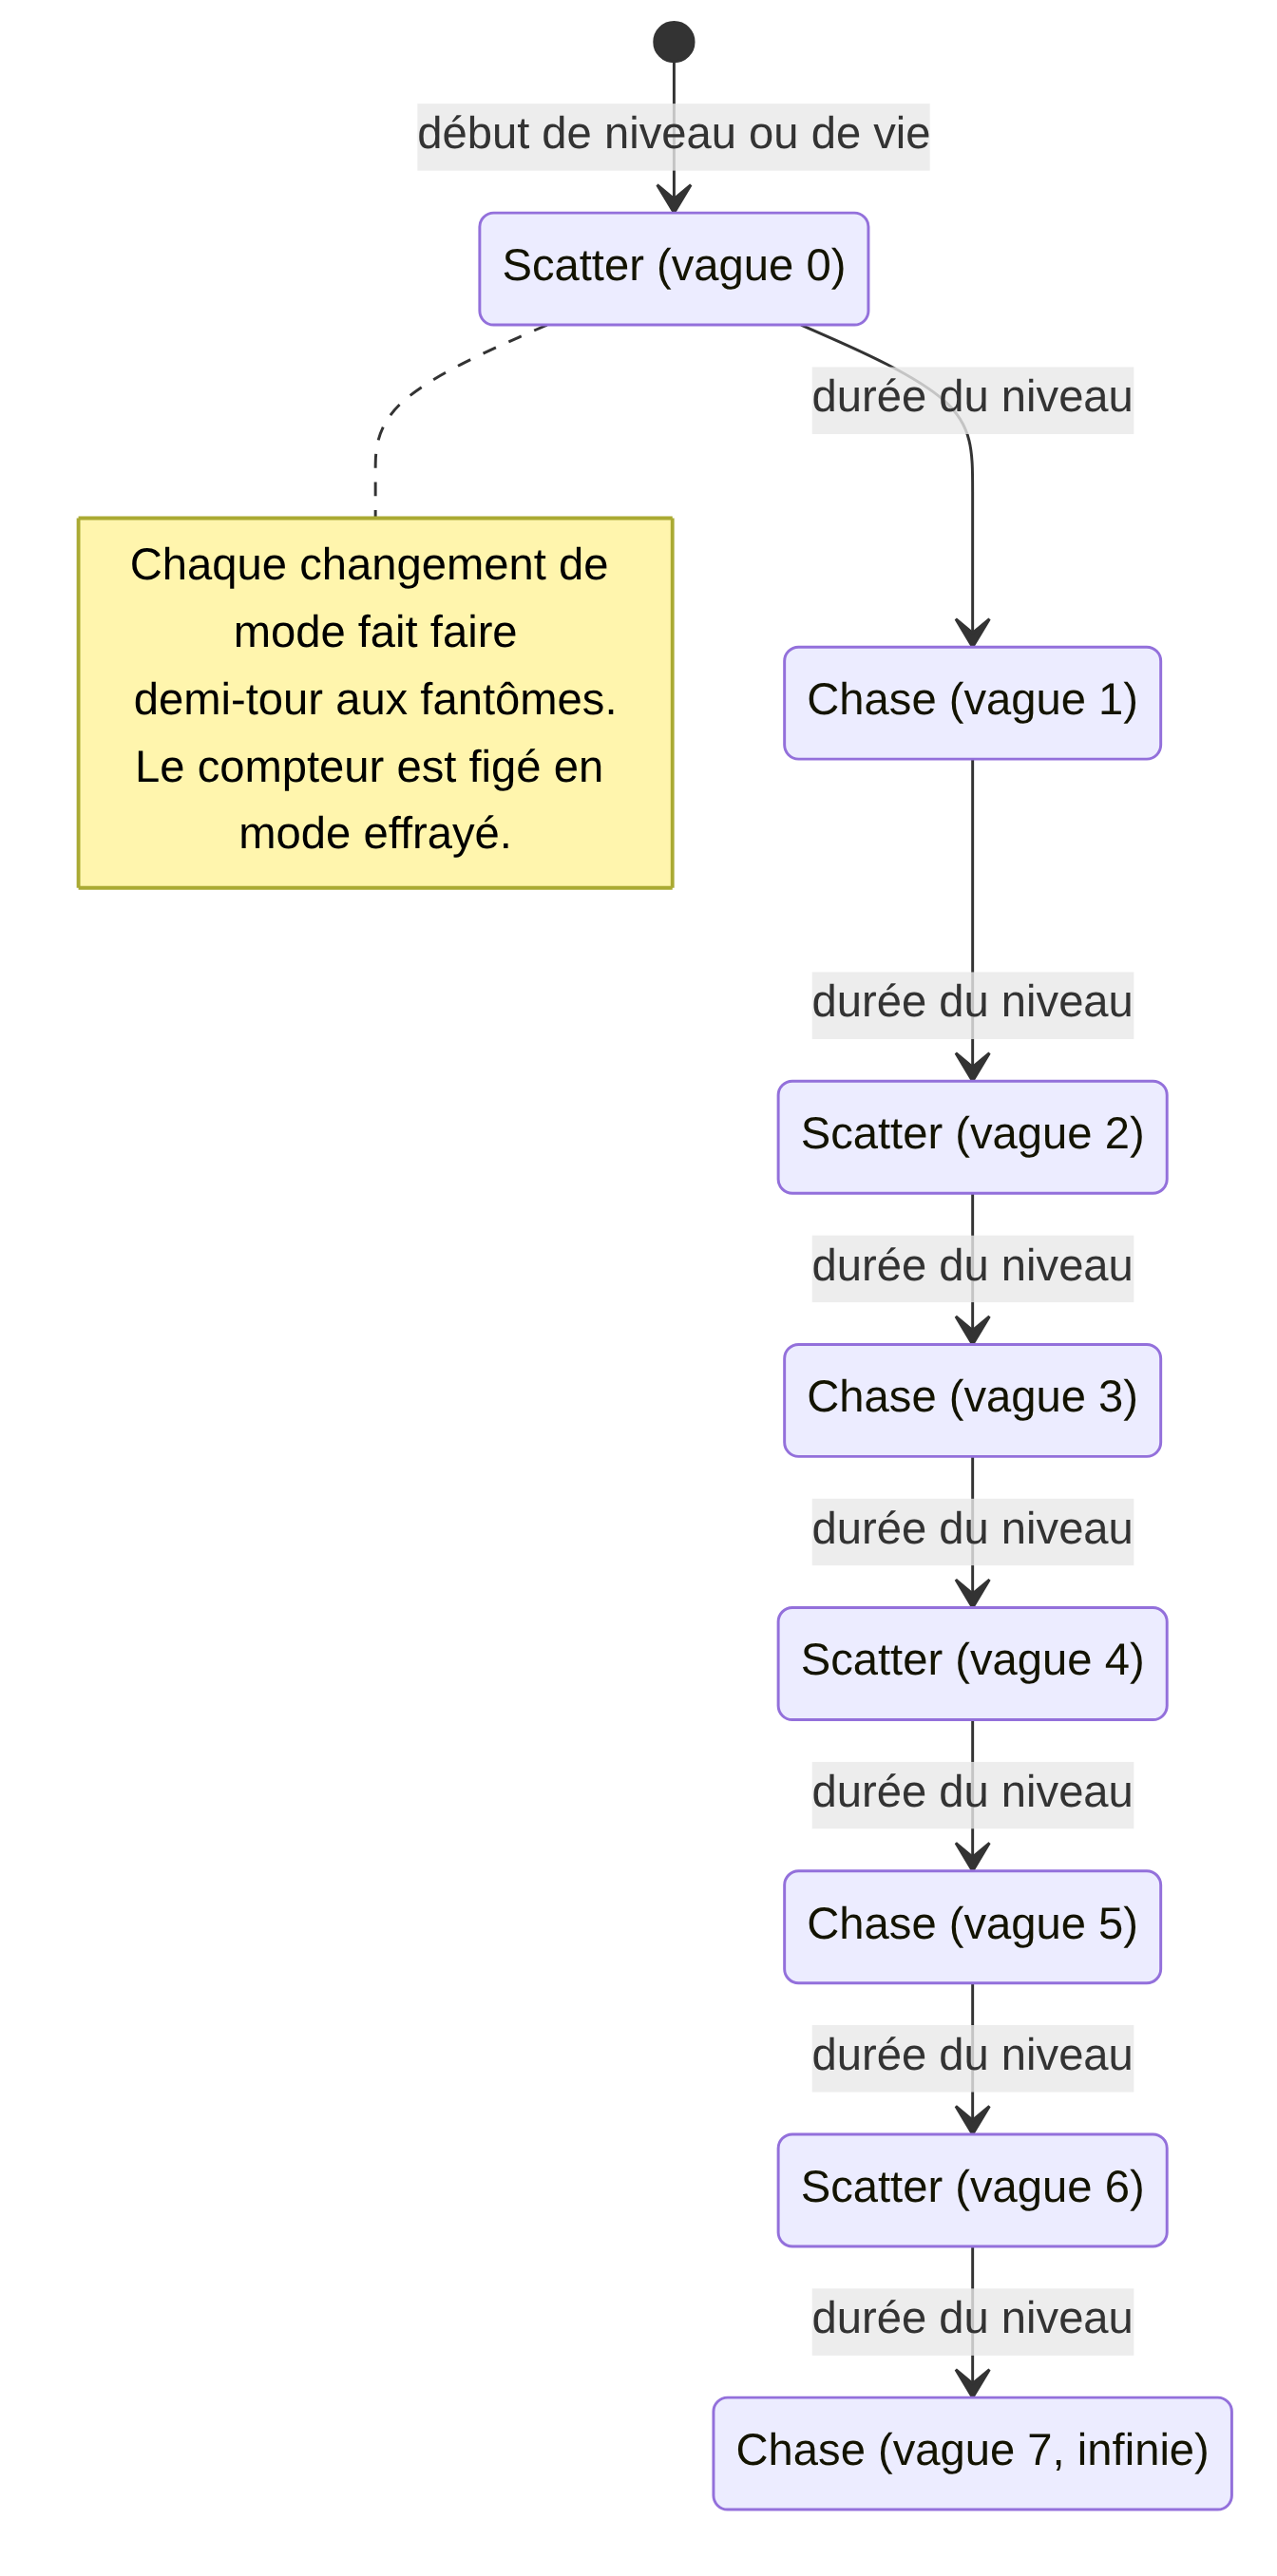 début de niveau ou de vie
Scatter (vague 0)
durée du niveau
Chaque changement de
mode fait faire
demi-tour aux fantômes.
Le compteur est figé en
mode effrayé.
Chase (vague 1)
durée du niveau
Scatter (vague 2)
durée du niveau
Chase (vague 3)
durée du niveau
Scatter (vague 4)
durée du niveau
Chase (vague 5)
durée du niveau
Scatter (vague 6)
durée du niveau
Chase (vague 7, infinie)